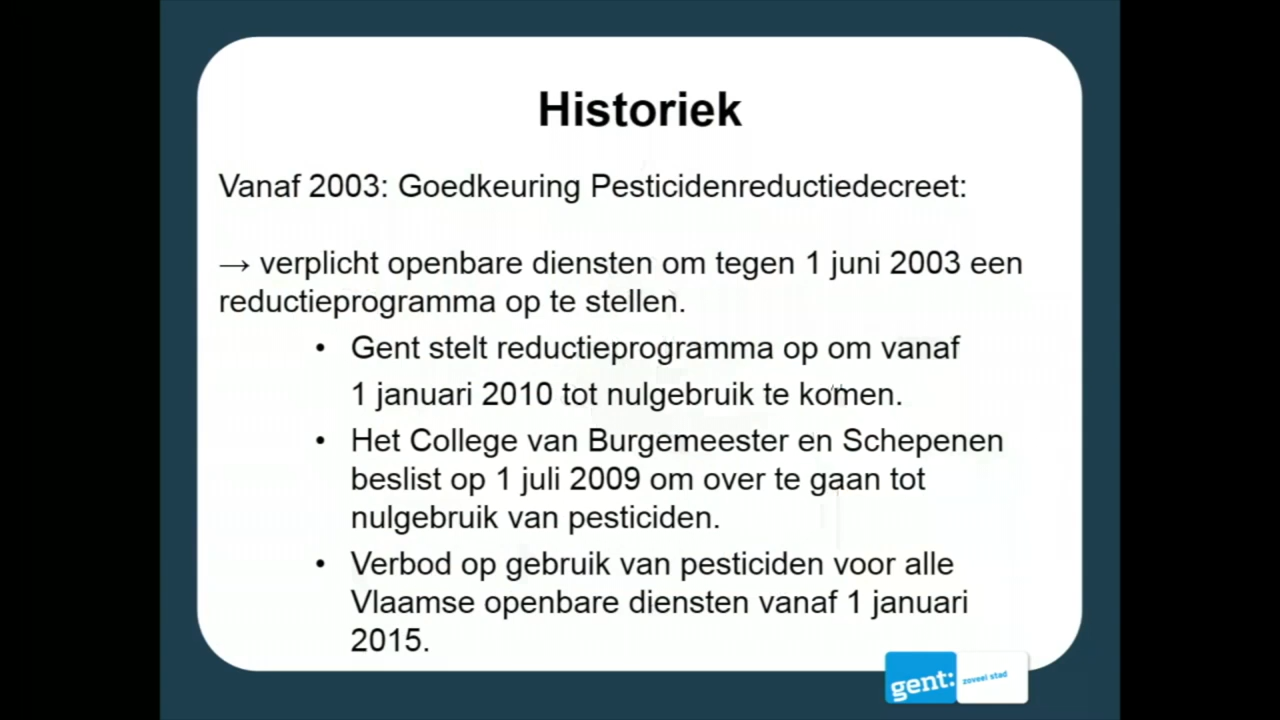 Historiek
Vanaf 2003: Goedkeuring Pesticidenreductiedecreet:
→ verplicht openbare diensten om tegen 1 juni 2003 een
reductieprogramma op te stellen.
• Gent stelt reductieprogramma op om vanaf
1 januari 2010 tot nulgebruik te komen.
• Het College van Burgemeester en Schepenen
beslist op 1 juli 2009 om over te gaan tot
nulgebruik van pesticiden.
• Verbod op gebruik van pesticiden voor alle
Vlaamse openbare diensten vanaf 1 januari
2015.
gent: zoveel stad